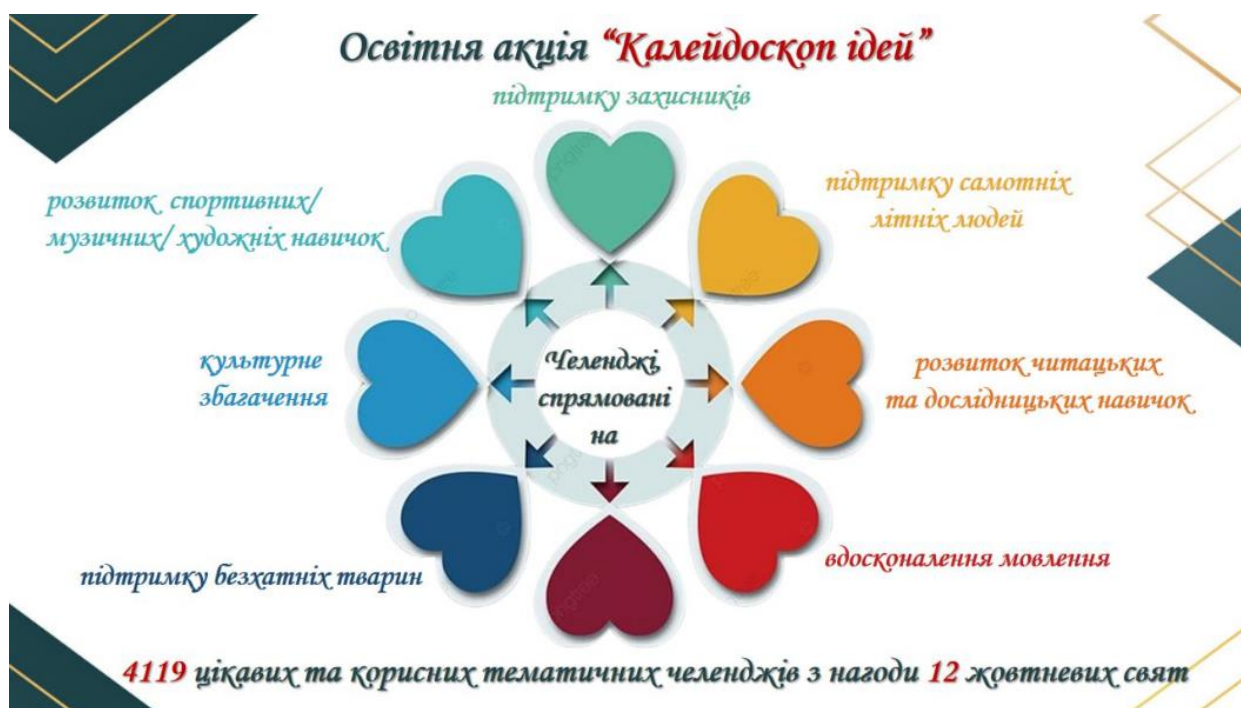 Освітня акція “Калейдоскоп ідей”
підтримку захисників
розвиток спортивних/
музичних/ художніх навичок
підтримку самотніх
літніх людей
культурне
збагачення
Челенджі,
спрямовані
на
розвиток читацьких
та дослідницьких навичок
підтримку безхатніх тварин
вдосконалення мовлення
4119 цікавих та корисних тематичних челенджів з нагоди 12 жовтневих свят